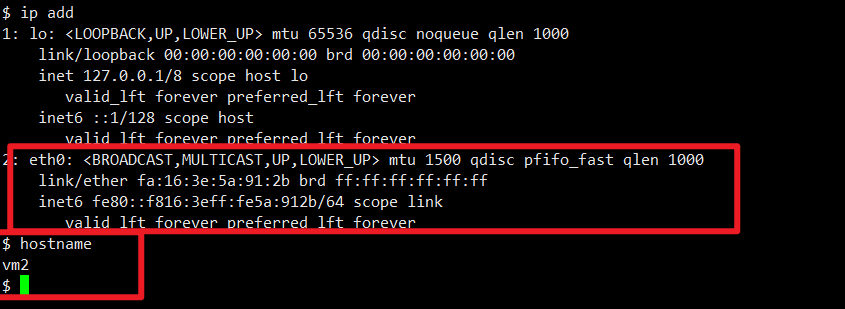 $ ip add
1: lo: <LOOPBACK,UP,LOWER_UP> mtu 65536 qdisc noqueue qlen 1000
link/loopback 00:00:00:00:00:00 brd 00:00:00:00:00:00
inet 127.0.0.1/8 scope host lo
valid_lft forever preferred_lft forever
inet6 ::1/128 scope host
valid_lft forever preferred_lft forever
2: eth0: <BROADCAST,MULTICAST,UP,LOWER_UP> mtu 1500 qdisc pfifo_fast qlen 1000
link/ether fa:16:3e:5a:91:2b brd ff:ff:ff:ff:ff:ff
inet6 fe80::f816:3eff:fe5a:912b/64 scope link
valid_lft forever preferred_lft forever
$ hostname
vm2
$